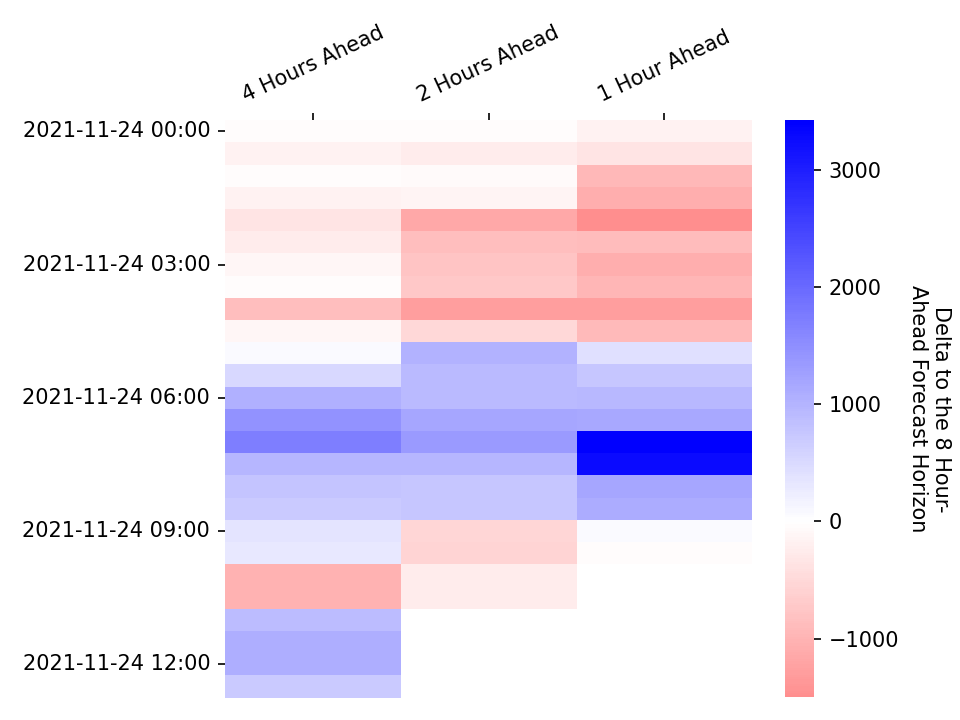 4 Hours Ahead
2 Hours Ahead
1 Hour Ahead
2021-11-24 00:00
2021-11-24 03:00
2021-11-24 06:00
2021-11-24 09:00
2021-11-24 12:00
3000
2000
1000
0
−1000
Delta to the 8 Hour-
Ahead Forecast Horizon